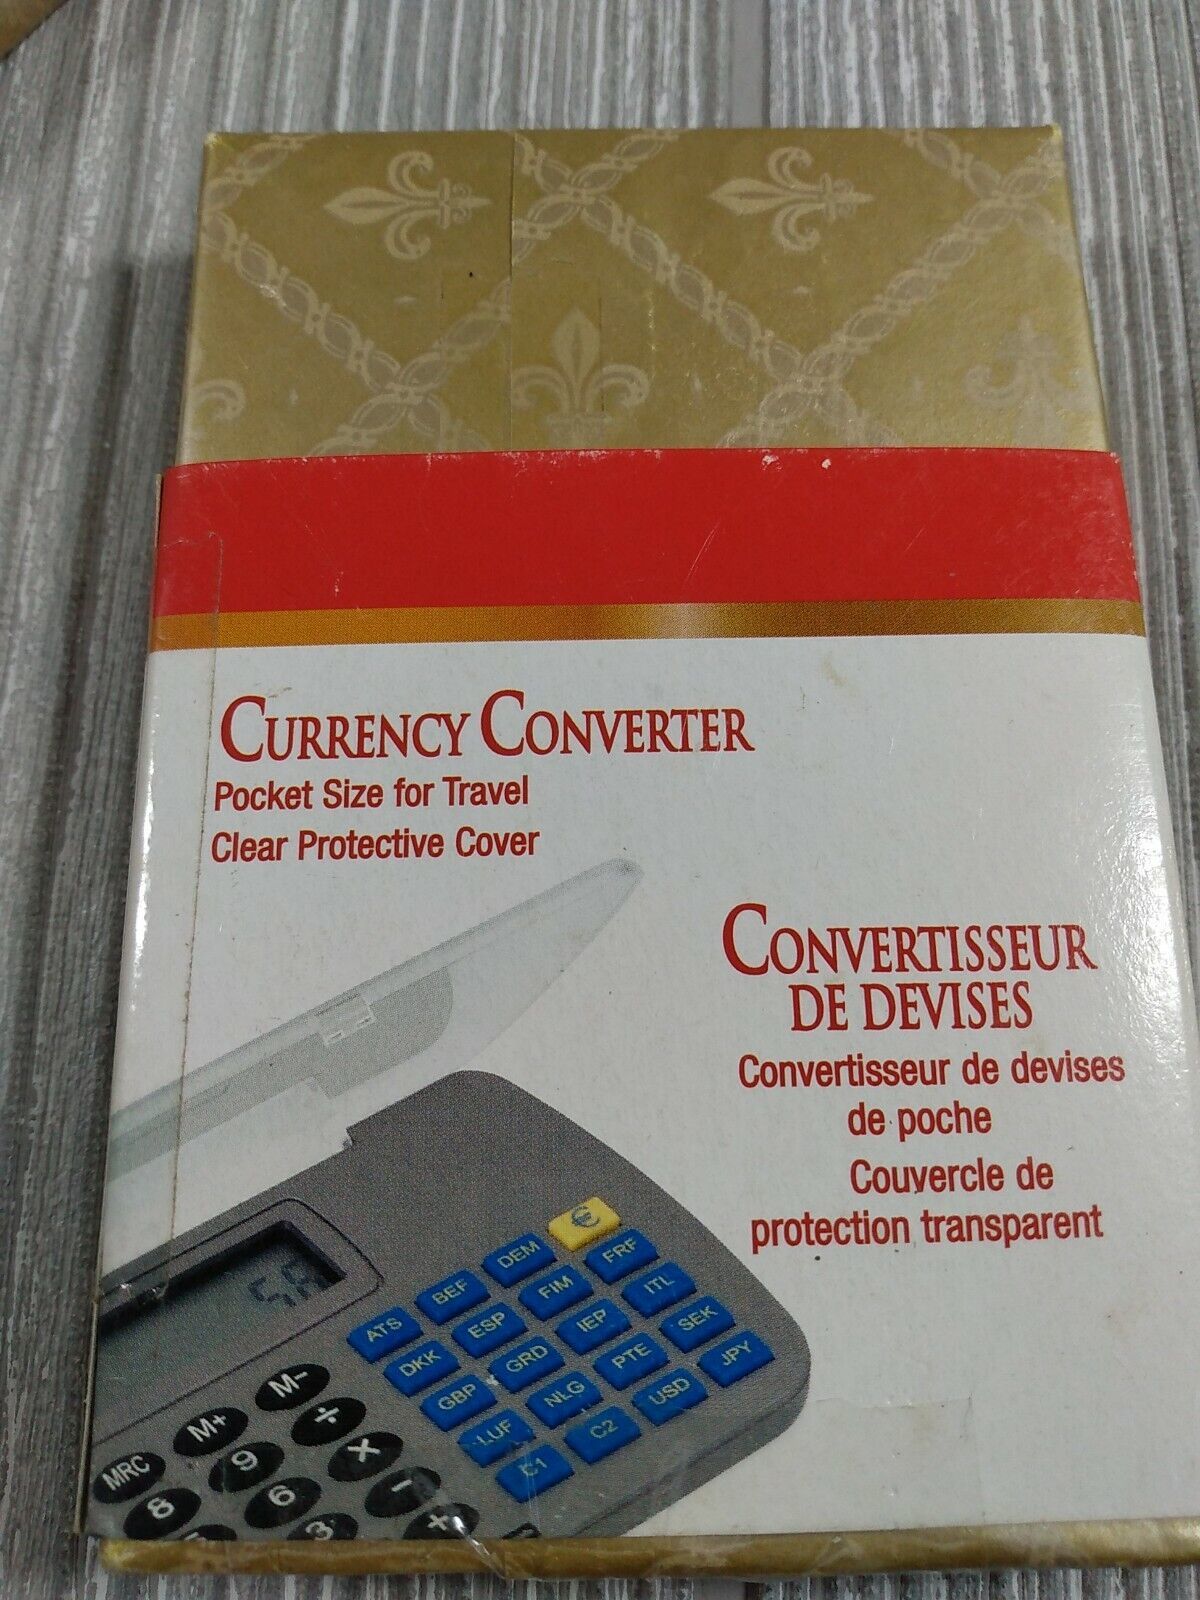 CURRENCY CONVERTER
Pocket Size for Travel
Clear Protective Cover
CONVERTISSEUR
DE DEVISES
Convertisseur de devises
de poche
Couvercle de
protection transparent
€
DEM FRF
BEF FIM ITL
ATS ESP IEP SEK
DKK GRD PTE JPY
GBP NLG USD
LUF C2
C1
M- ÷ X - +
M+ 9 6 3
MRC 8